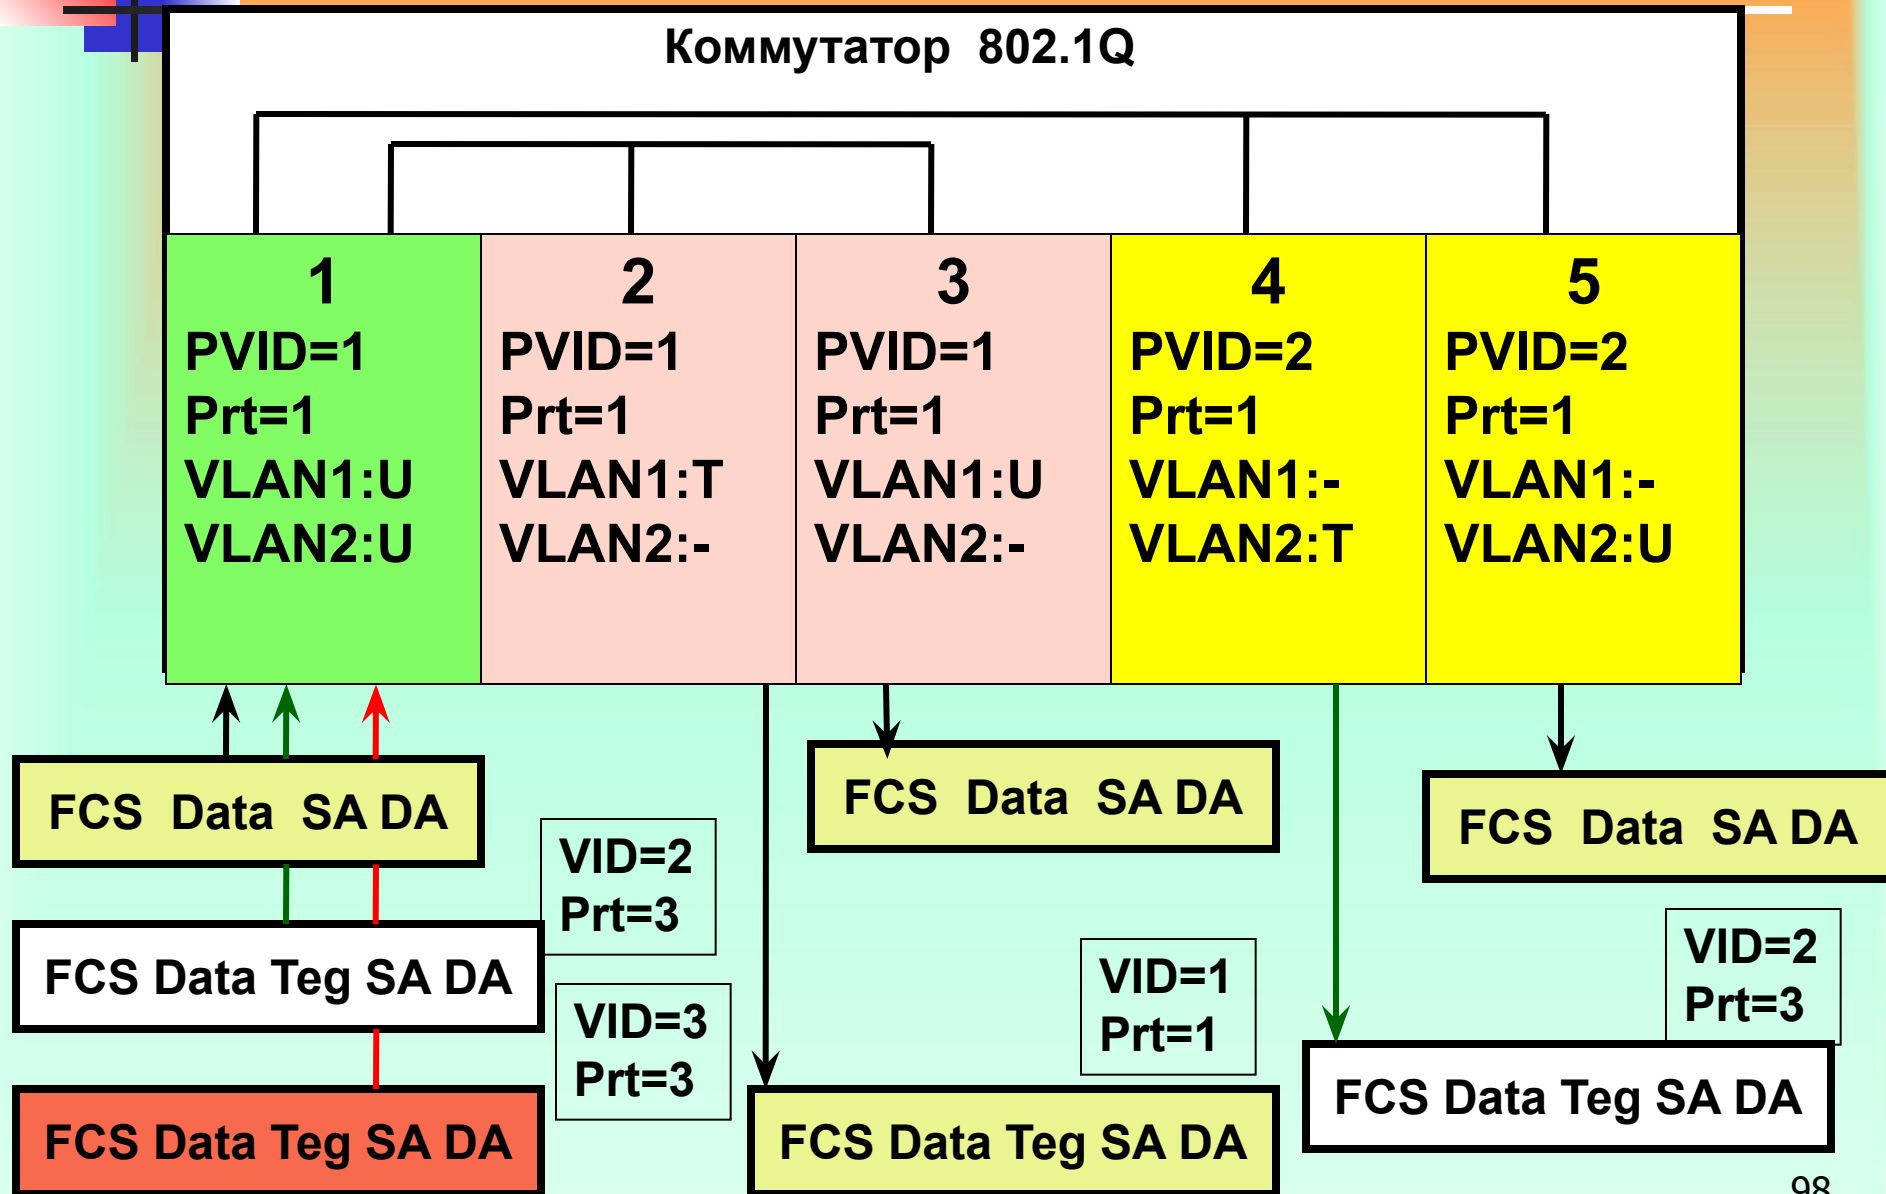 Коммутатор 802.1Q
1
PVID=1
Prt=1
VLAN1:U
VLAN2:U
2
PVID=1
Prt=1
VLAN1:T
VLAN2:-
3
PVID=1
Prt=1
VLAN1:U
VLAN2:-
4
PVID=2
Prt=1
VLAN1:-
VLAN2:T
5
PVID=2
Prt=1
VLAN1:-
VLAN2:U
FCS Data SA DA
FCS Data SA DA
FCS Data SA DA
VID=2
Prt=3
FCS Data Teg SA DA
VID=3
Prt=3
VID=1
Prt=1
VID=2
Prt=3
FCS Data Teg SA DA
FCS Data Teg SA DA
FCS Data Teg SA DA
98